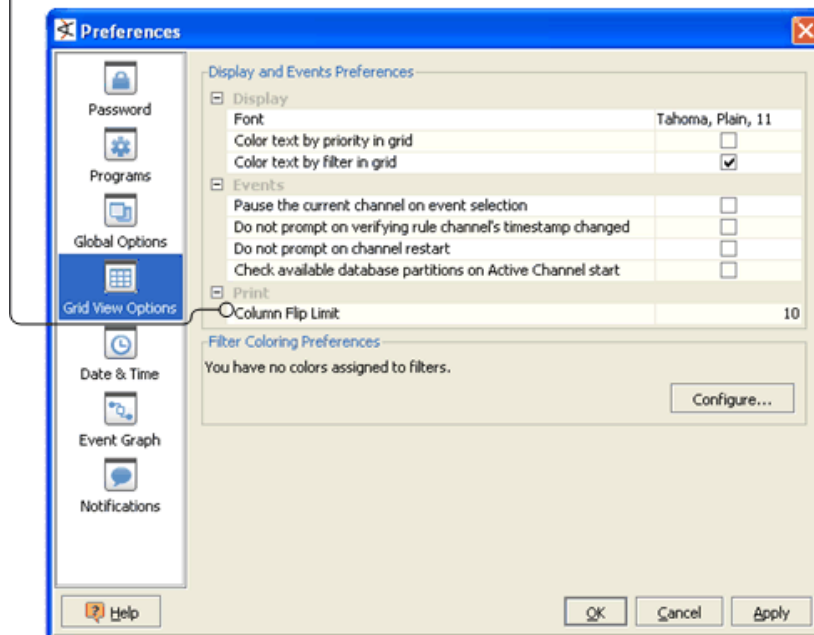 Preferences
Password
Programs
Global Options
Grid View Options
Date & Time
Event Graph
Notifications
Display and Events Preferences
Display
Font Tahoma, Plain, 11
Color text by priority in grid
Color text by filter in grid
Events
Pause the current channel on event selection
Do not prompt on verifying rule channel's timestamp changed
Do not prompt on channel restart
Check available database partitions on Active Channel start
Print
Column Flip Limit 10
Filter Coloring Preferences
You have no colors assigned to filters.
Configure...
Help
OK Cancel Apply